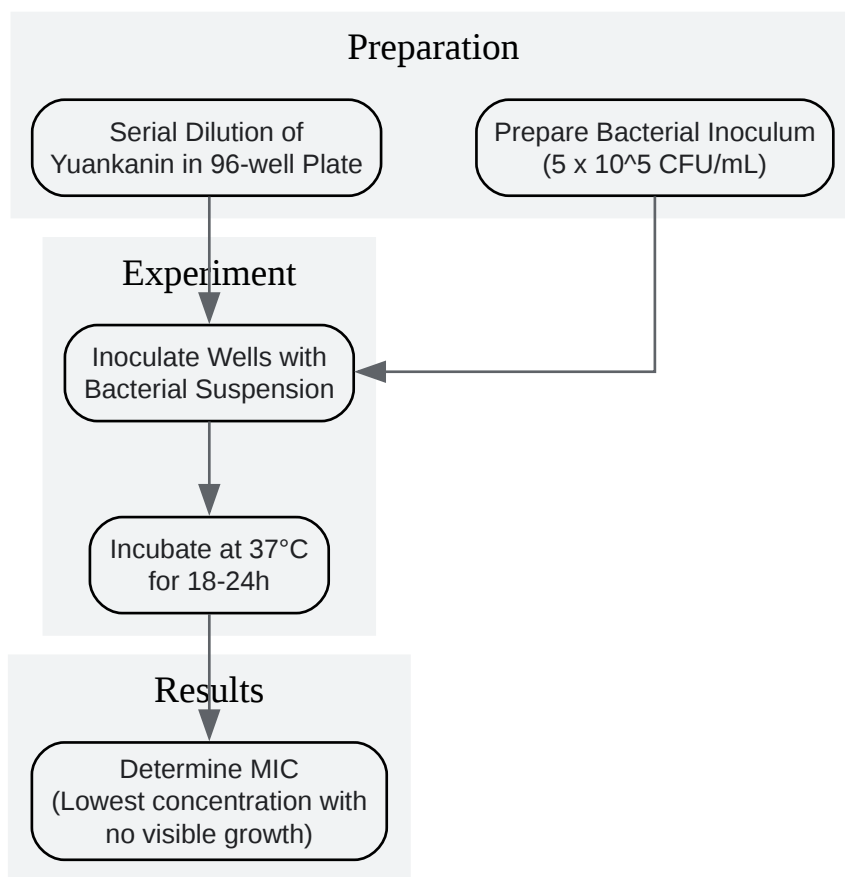 Preparation
Serial Dilution of
Yuankanin in 96-well Plate
Prepare Bacterial Inoculum
(5 x 10^5 CFU/mL)
Experiment
Inoculate Wells with
Bacterial Suspension
Incubate at 37°C
for 18-24h
Results
Determine MIC
(Lowest concentration with
no visible growth)